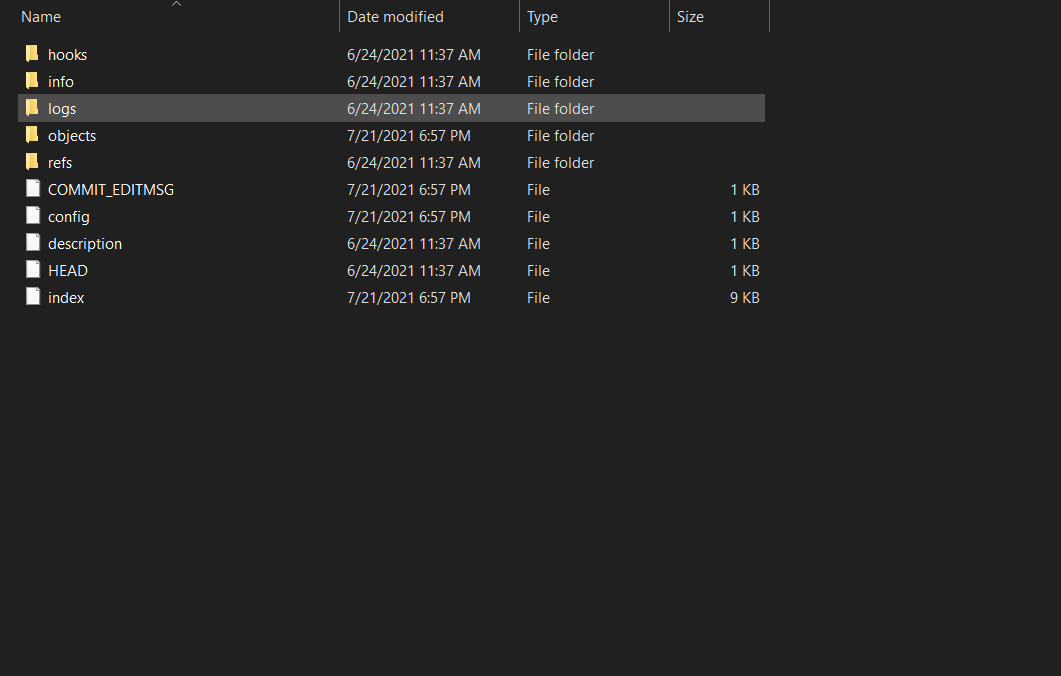 Name Date modified Type Size
hooks 6/24/2021 11:37 AM File folder
info 6/24/2021 11:37 AM File folder
logs 6/24/2021 11:37 AM File folder
objects 7/21/2021 6:57 PM File folder
refs 6/24/2021 11:37 AM File folder
COMMIT_EDITMSG 7/21/2021 6:57 PM File 1 KB
config 7/21/2021 6:57 PM File 1 KB
description 6/24/2021 11:37 AM File 1 KB
HEAD 6/24/2021 11:37 AM File 1 KB
index 7/21/2021 6:57 PM File 9 KB